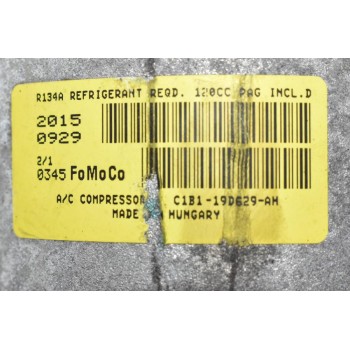 R134A REFRIGERANT REQD. 120CC PAG INCL.D
2015
0929
2/1
0345 FoMoCo
A/C COMPRESSOR C1B1-19D629-AH
MADE HUNGARY